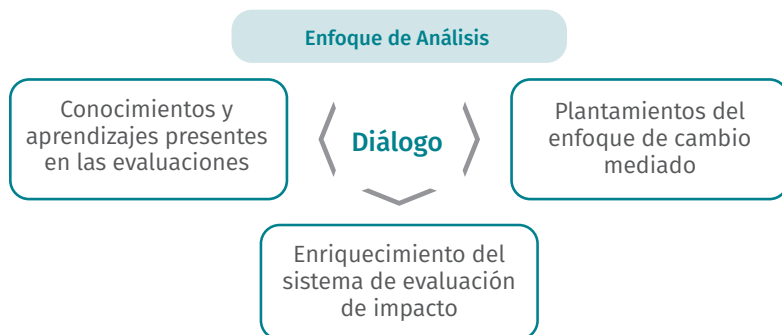 Enfoque de Análisis
Conocimientos y
aprendizajes presentes
en las evaluaciones
Diálogo
Plantamientos del
enfoque de cambio
mediado
Enriquecimiento del
sistema de evaluación
de impacto